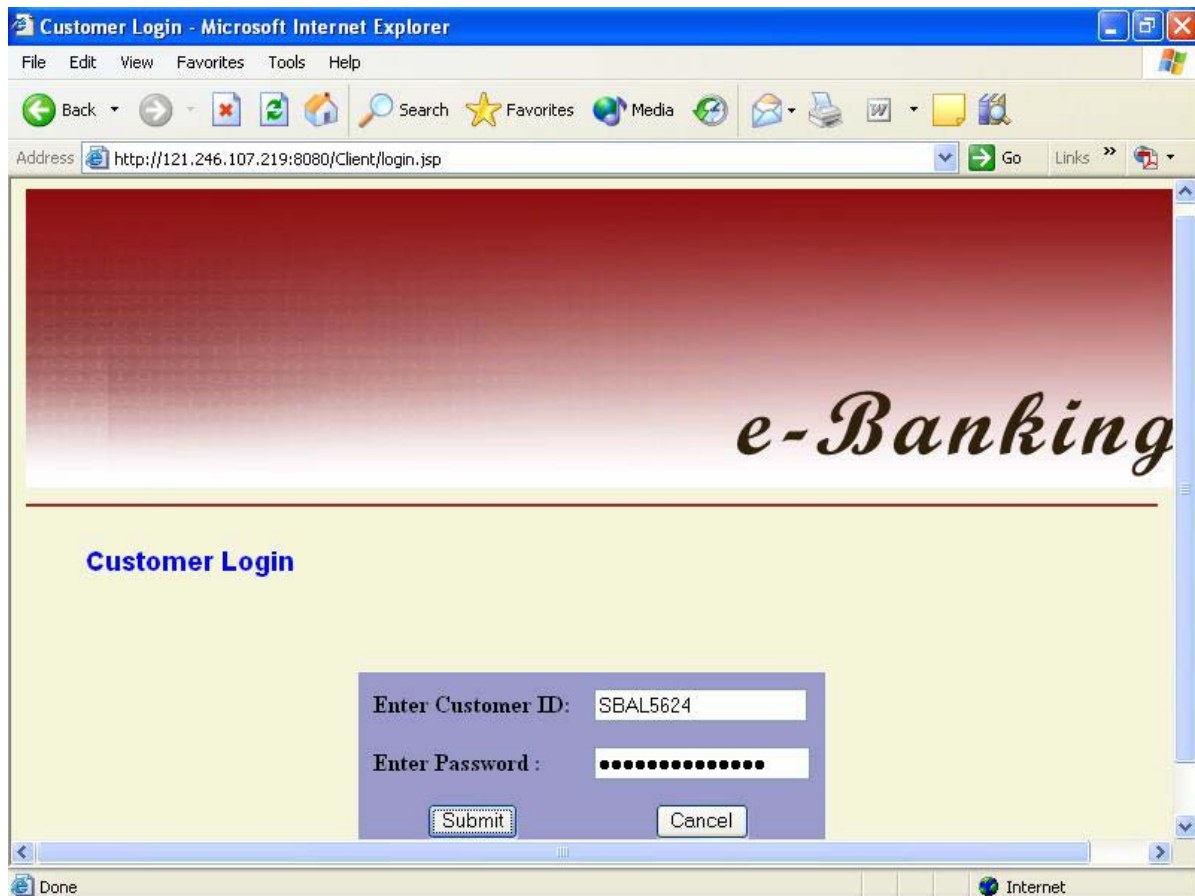 Customer Login - Microsoft Internet Explorer
File Edit View Favorites Tools Help
Back Search Favorites Media W
Address http://121.246.107.219:8080/Client/login.jsp Go Links »
e-Banking
Customer Login
Enter Customer ID: SBAL5624
Enter Password : ••••••••••••••
Submit Cancel
Done Internet